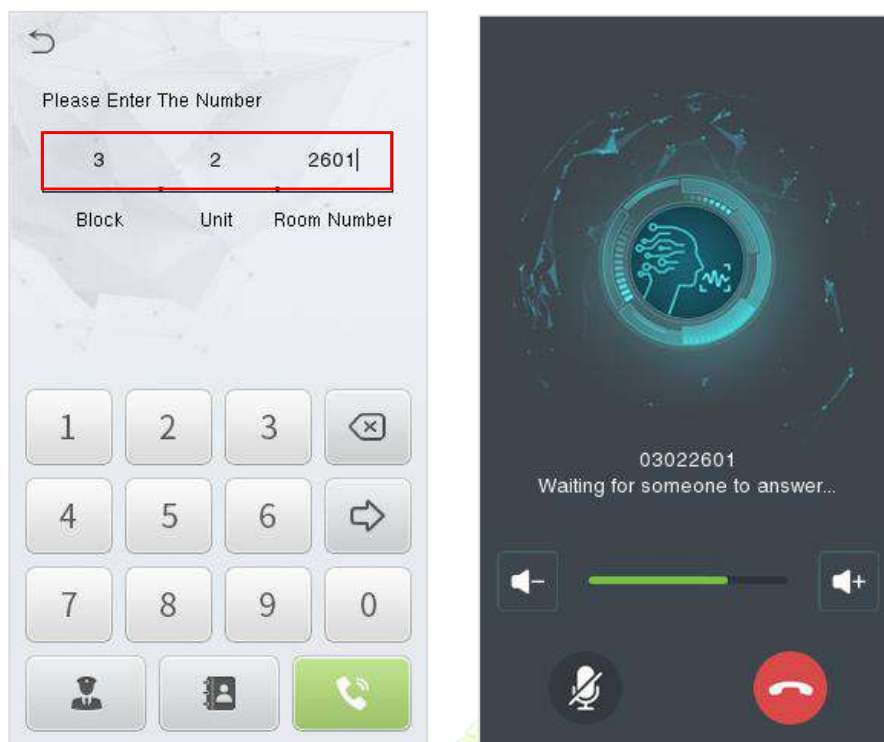 Please Enter The Number
3 2 2601
Block Unit Room Number
1 2 3
4 5 6
7 8 9 0
03022601
Waiting for someone to answer...